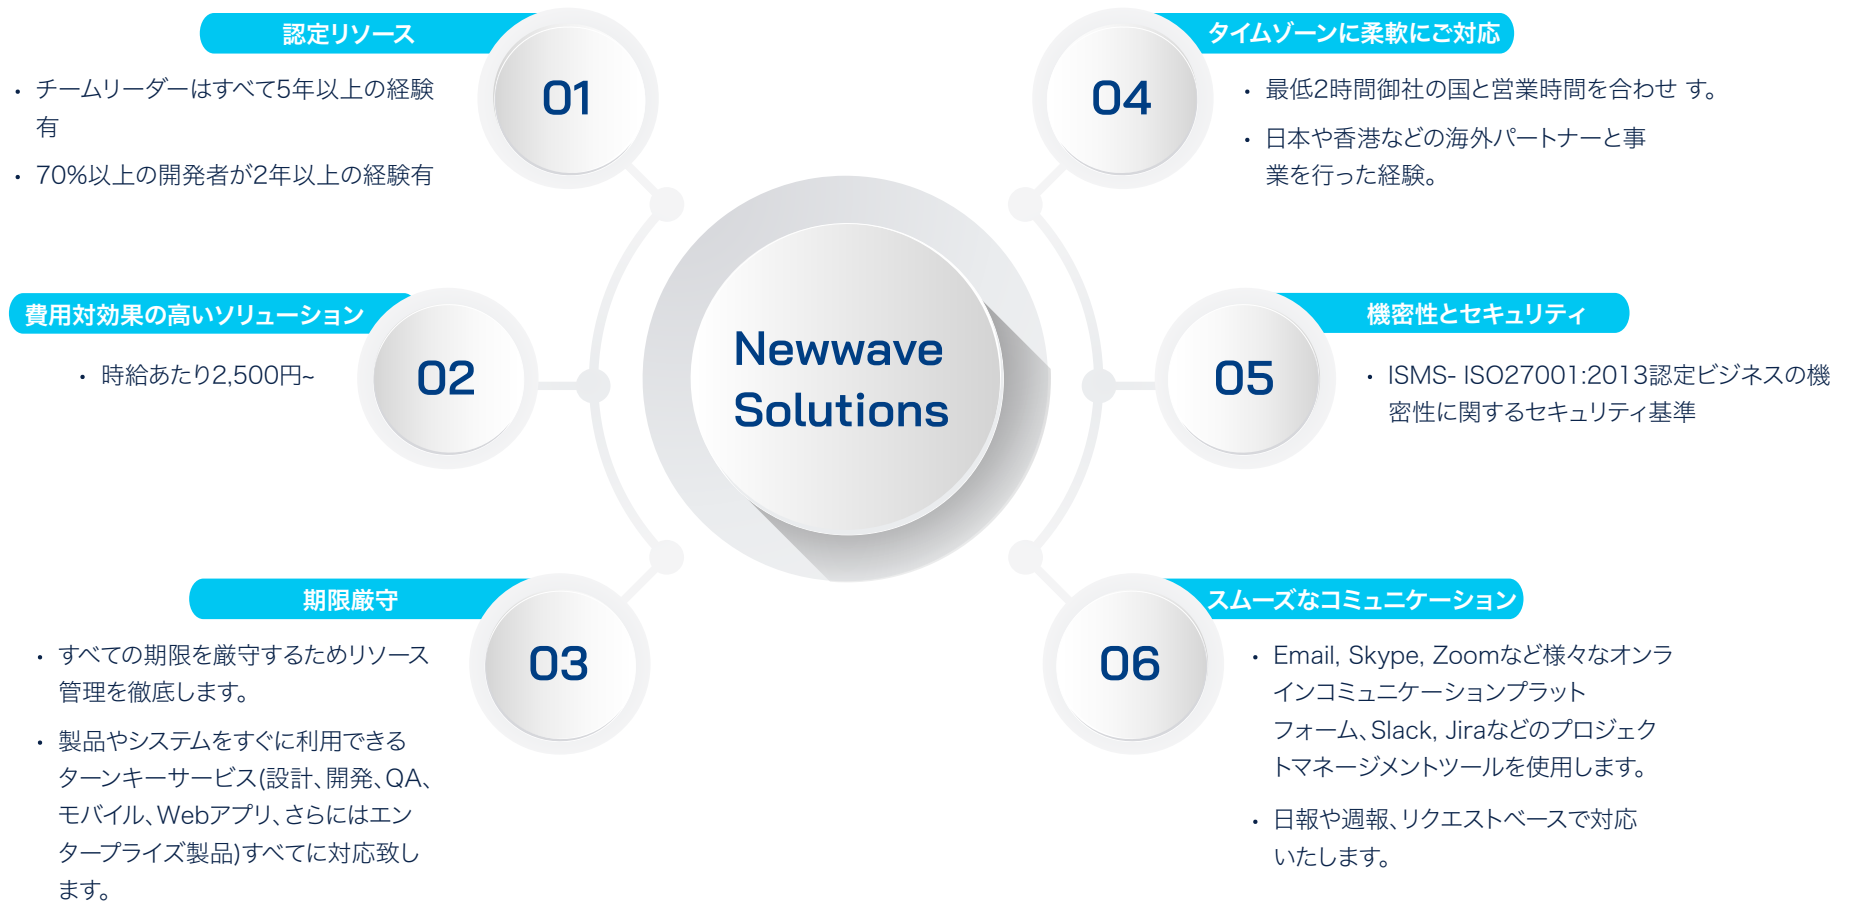 認定リソース
01
• チームリーダーはすべて5年以上の経験
有
• 70%以上の開発者が2年以上の経験有
費用対効果の高いソリューション
02
• 時給あたり2,500円~
期限厳守
03
• すべての期限を厳守するためリソース
管理を徹底します。
• 製品やシステムをすぐに利用できる
ターンキーサービス(設計、開発、QA、
モバイル、Webアプリ、さらにはエン
タープライズ製品)すべてに対応致し
ます。
Newwave
Solutions
タイムゾーンに柔軟にご対応
04
• 最低2時間御社の国と営業時間を合わせ す。
• 日本や香港などの海外パートナーと事
業を行った経験。
機密性とセキュリティ
05
• ISMS- ISO27001:2013認定ビジネスの機
密性に関するセキュリティ基準
スムーズなコミュニケーション
06
• Email, Skype, Zoomなど様々なオンラ
インコミュニケーションプラット
フォーム、Slack, Jiraなどのプロジェク
トマネージメントツールを使用します。
• 日報や週報、リクエストベースで対応
いたします。